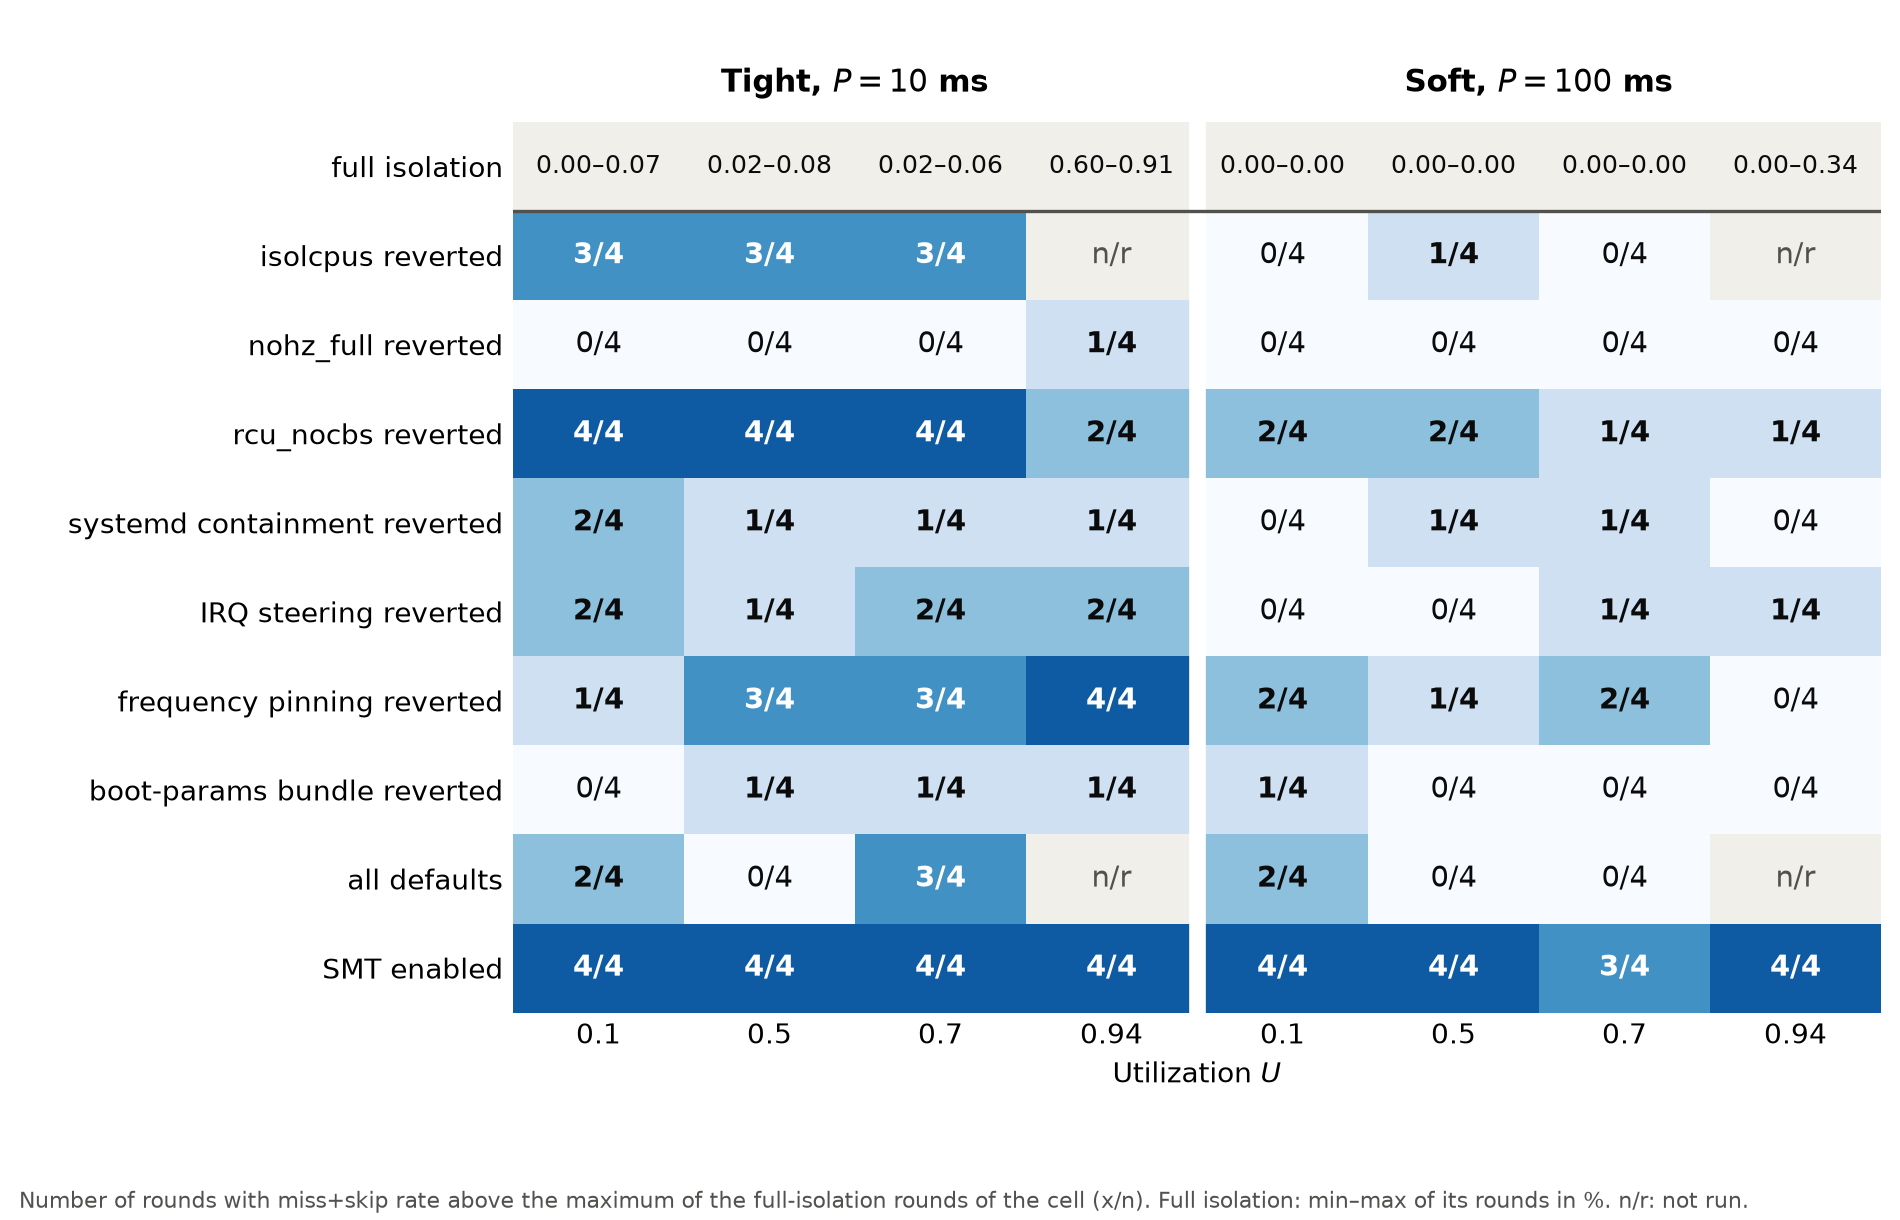 Tight, P = 10 ms Soft, P = 100 ms
full isolation 0.00–0.07 0.02–0.08 0.02–0.06 0.60–0.91 0.00–0.00 0.00–0.00 0.00–0.00 0.00–0.34
isolcpus reverted 3/4 3/4 3/4 n/r 0/4 1/4 0/4 n/r
nohz_full reverted 0/4 0/4 0/4 1/4 0/4 0/4 0/4 0/4
rcu_nocbs reverted 4/4 4/4 4/4 2/4 2/4 2/4 1/4 1/4
systemd containment reverted 2/4 1/4 1/4 1/4 0/4 1/4 1/4 0/4
IRQ steering reverted 2/4 1/4 2/4 2/4 0/4 0/4 1/4 1/4
frequency pinning reverted 1/4 3/4 3/4 4/4 2/4 1/4 2/4 0/4
boot-params bundle reverted 0/4 1/4 1/4 1/4 1/4 0/4 0/4 0/4
all defaults 2/4 0/4 3/4 n/r 2/4 0/4 0/4 n/r
SMT enabled 4/4 4/4 4/4 4/4 4/4 4/4 3/4 4/4
0.1 0.5 0.7 0.94 0.1 0.5 0.7 0.94
Utilization U
Number of rounds with miss+skip rate above the maximum of the full-isolation rounds of the cell (x/n). Full isolation: min–max of its rounds in %. n/r: not run.